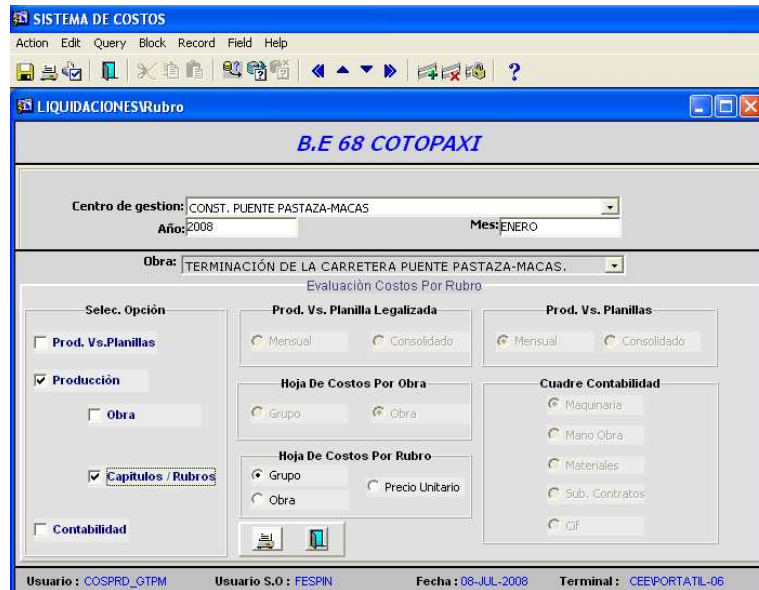 SISTEMA DE COSTOS
Action Edit Query Block Record Field Help
LIQUIDACIONES\Rubro
B.E 68 COTOPAXI
Centro de gestion: CONST. PUENTE PASTAZA-MACAS
Año: 2008 Mes: ENERO
Obra: TERMINACIÓN DE LA CARRETERA PUENTE PASTAZA-MACAS.
Evaluaciòn Costos Por Rubro
Selec. Opción Prod. Vs. Planilla Legalizada Prod. Vs. Planillas
Prod. Vs.Planillas Mensual Consolidado Mensual Consolidado
Producción Hoja De Costos Por Obra Cuadre Contabilidad
Maquinaria
Obra Grupo Obra
Mano Obra
Hoja De Costos Por Rubro
Materiales
Capitulos / Rubros Grupo Precio Unitario
Obra Sub. Contratos
Contabilidad Cif
Usuario : COSPRD_GTPM Usuario S.O : FESPIN Fecha : 08-JUL-2008 Terminal : CEE\PORTATIL-06